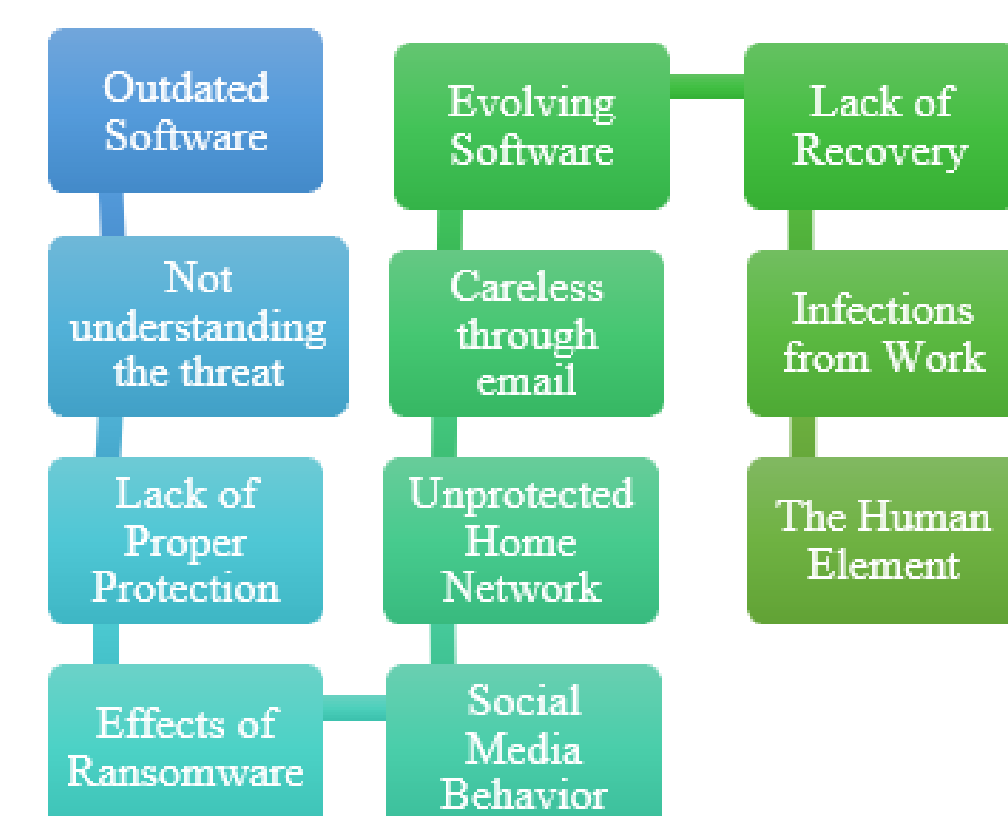 Outdated
Software
Not
understanding
the threat
Lack of
Proper
Protection
Effects of
Ransomware
Social
Media
Behavior
Unprotected
Home
Network
Careless
through
email
Evolving
Software
Lack of
Recovery
Infections
from Work
The Human
Element